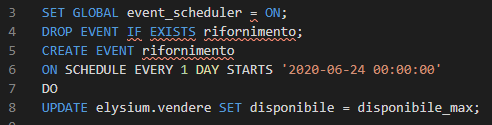 3 SET GLOBAL event_scheduler = ON;
4 DROP EVENT IF EXISTS rifornimento;
5 CREATE EVENT rifornimento
6 ON SCHEDULE EVERY 1 DAY STARTS '2020-06-24 00:00:00'
7 DO
8 UPDATE elysium.vendere SET disponibile = disponibile_max;